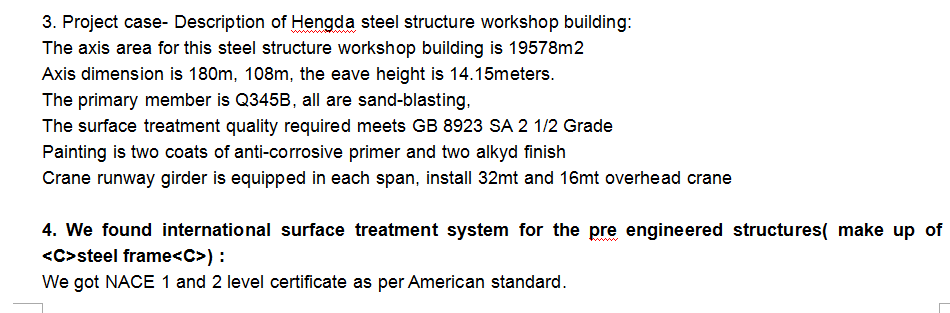 3. Project case- Description of Hengda steel structure workshop building:
The axis area for this steel structure workshop building is 19578m2
Axis dimension is 180m, 108m, the eave height is 14.15meters.
The primary member is Q345B, all are sand-blasting,
The surface treatment quality required meets GB 8923 SA 2 1/2 Grade
Painting is two coats of anti-corrosive primer and two alkyd finish
Crane runway girder is equipped in each span, install 32mt and 16mt overhead crane
4. We found international surface treatment system for the pre engineered structures( make up of
<C>steel frame<C>) :
We got NACE 1 and 2 level certificate as per American standard.